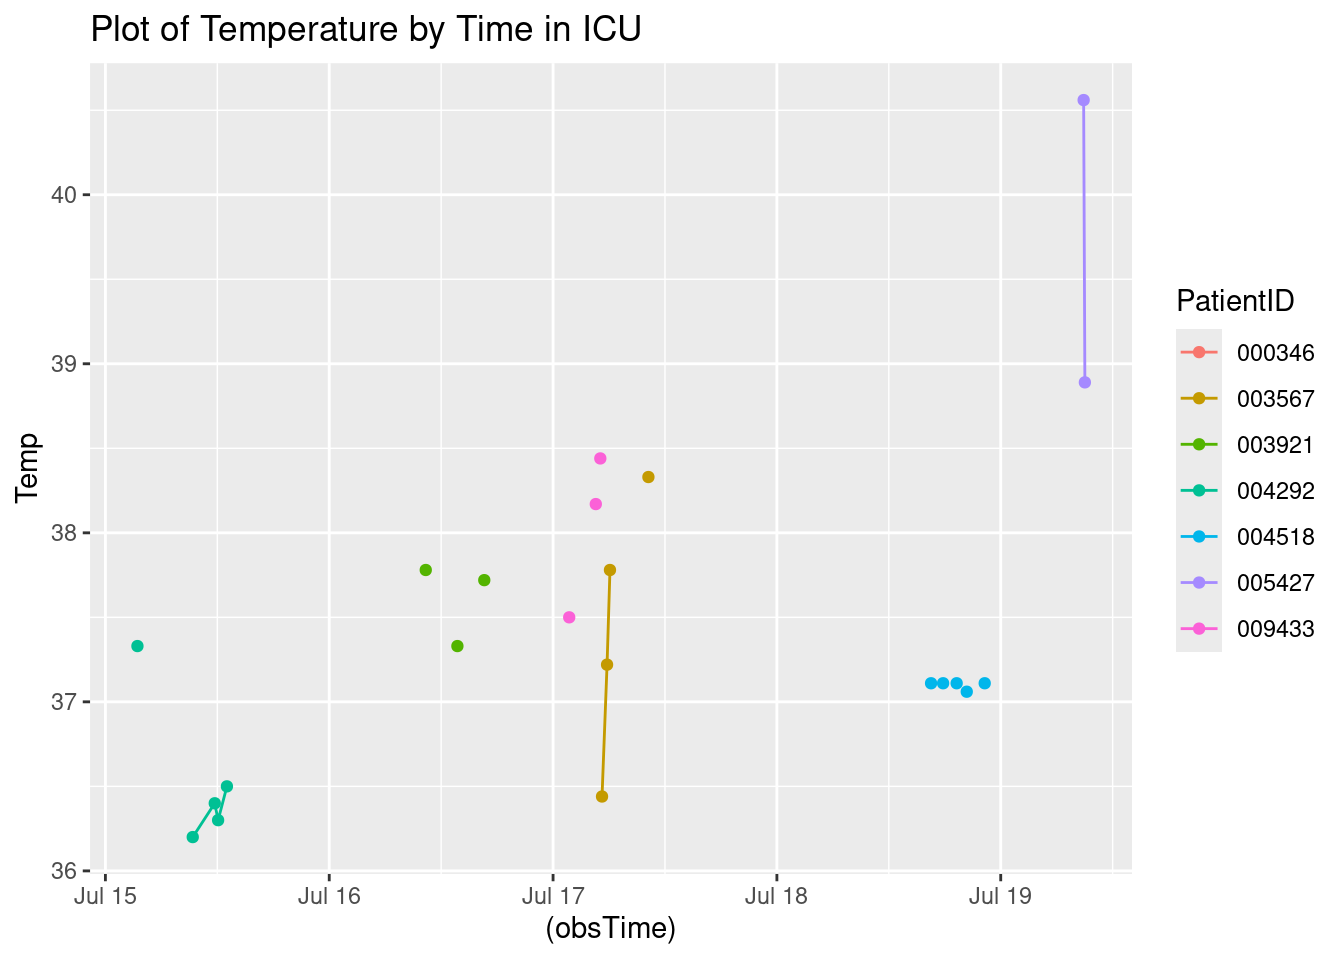 Plot of Temperature by Time in ICU
Temp
40
39
38
37
36
Jul 15
Jul 16
Jul 17
Jul 18
Jul 19
(obsTime)
PatientID
000346
003567
003921
004292
004518
005427
009433